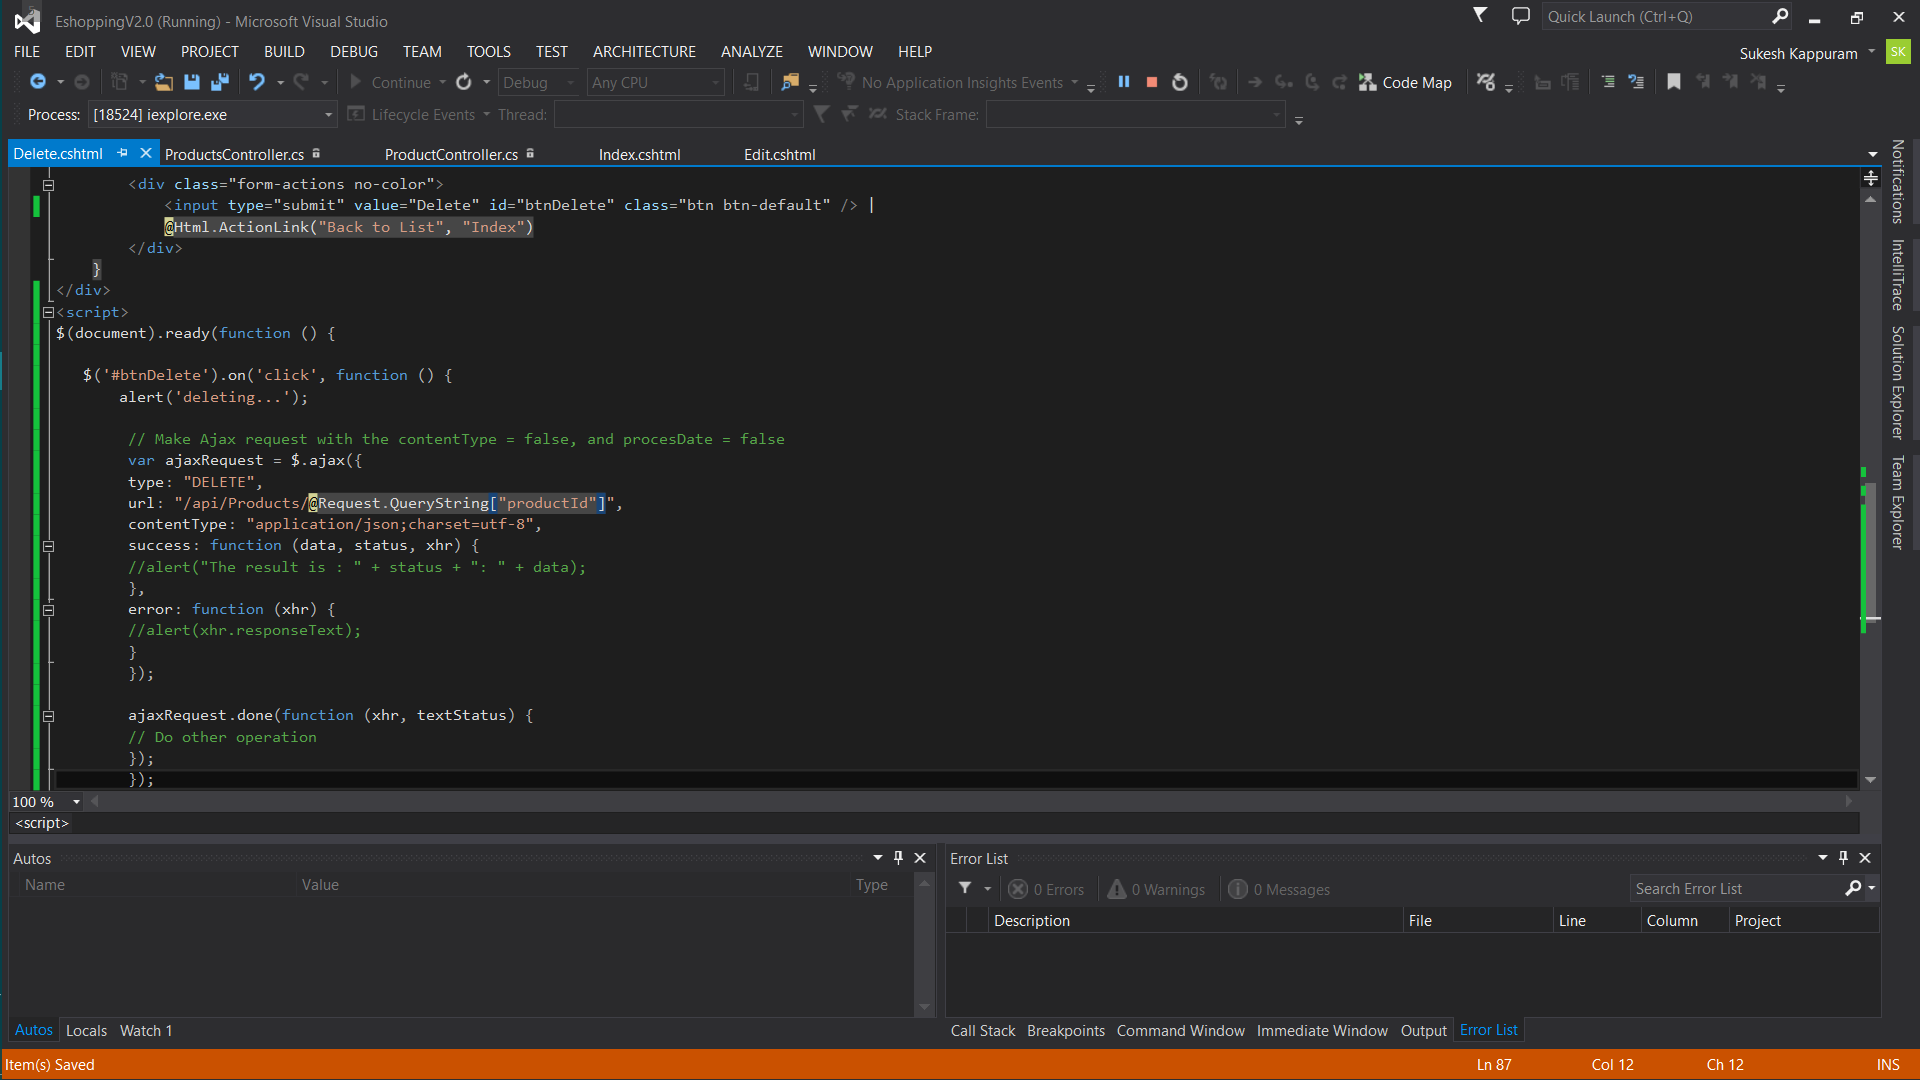 EshoppingV2.0 (Running) - Microsoft Visual Studio
Quick Launch (Ctrl+Q)
FILE EDIT VIEW PROJECT BUILD DEBUG TEAM TOOLS TEST ARCHITECTURE ANALYZE WINDOW HELP
Sukesh Kappuram SK
Continue Debug Any CPU No Application Insights Events Code Map
Process: [18524] iexplore.exe Lifecycle Events Thread: Stack Frame:
Delete.cshtml ProductsController.cs ProductController.cs Index.cshtml Edit.cshtml
<div class="form-actions no-color">
<input type="submit" value="Delete" id="btnDelete" class="btn btn-default" /> |
@Html.ActionLink("Back to List", "Index")
</div>
}
</div>
<script>
$(document).ready(function () {
$('#btnDelete').on('click', function () {
alert('deleting...');
// Make Ajax request with the contentType = false, and procesDate = false
var ajaxRequest = $.ajax({
type: "DELETE",
url: "/api/Products/@Request.QueryString["productId"]",
contentType: "application/json;charset=utf-8",
success: function (data, status, xhr) {
//alert("The result is : " + status + ": " + data);
},
error: function (xhr) {
//alert(xhr.responseText);
}
});
ajaxRequest.done(function (xhr, textStatus) {
// Do other operation
});
});
100 %
<script>
Notifications
IntelliTrace
Solution Explorer
Team Explorer
Autos
Name Value Type
Autos Locals Watch 1
Error List
0 Errors 0 Warnings 0 Messages Search Error List
Description File Line Column Project
Call Stack Breakpoints Command Window Immediate Window Output Error List
Item(s) Saved Ln 87 Col 12 Ch 12 INS